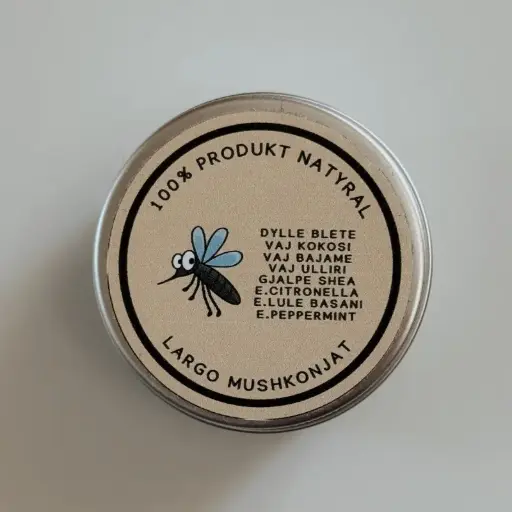 100% PRODUKT NATYRAL
DYLLE BLETE
VAJ KOKOSI
VAJ BAJAME
VAJ ULLIRI
GJALPE SHEA
E.CITRONELLA
E.LULE BASANI
E.PEPPERMINT
LARGO MUSHKONJAT